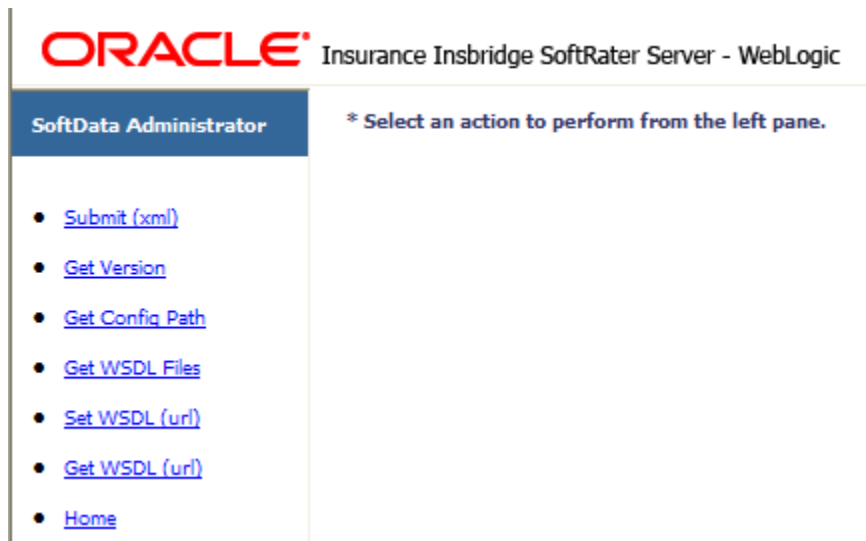 ORACLE Insurance Insbridge SoftRater Server - WebLogic
SoftData Administrator
* Select an action to perform from the left pane.
Submit (xml)
Get Version
Get Config Path
Get WSDL Files
Set WSDL (url)
Get WSDL (url)
Home